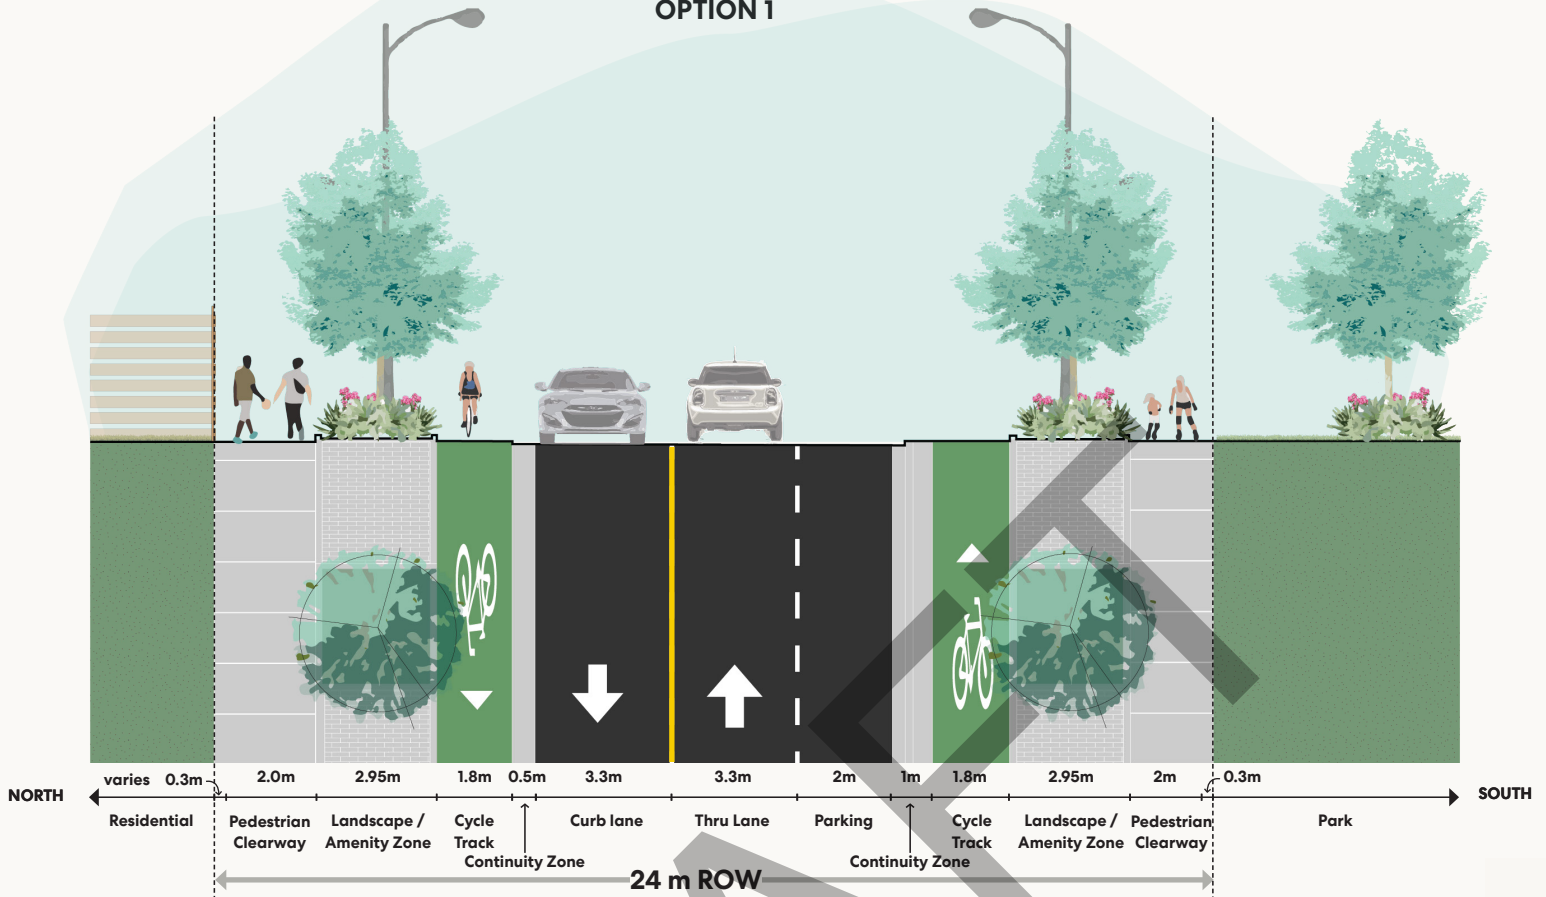 OPTION 1
varies 0.3m 2.0m 2.95m 1.8m 0.5m 3.3m 3.3m 2m 1m 1.8m 2.95m 2m 0.3m
NORTH SOUTH
Residential Pedestrian Landscape / Cycle Curb lane Thru Lane Parking Cycle Landscape / Pedestrian Park
Clearway Amenity Zone Track Track Amenity Zone Clearway
Continuity Zone Continuity Zone
24 m ROW